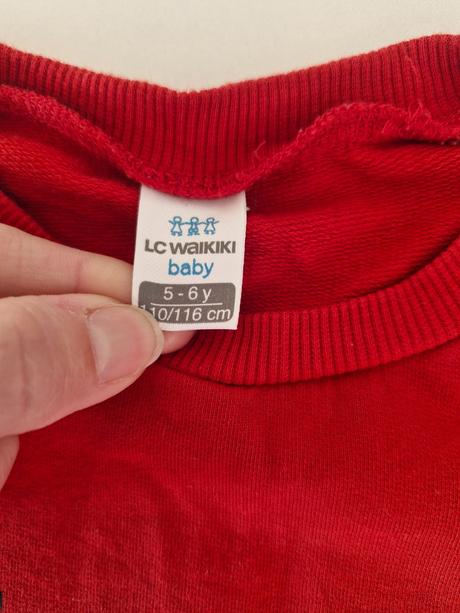 LC WAIKIKI
baby
5 - 6 y
110/116 cm